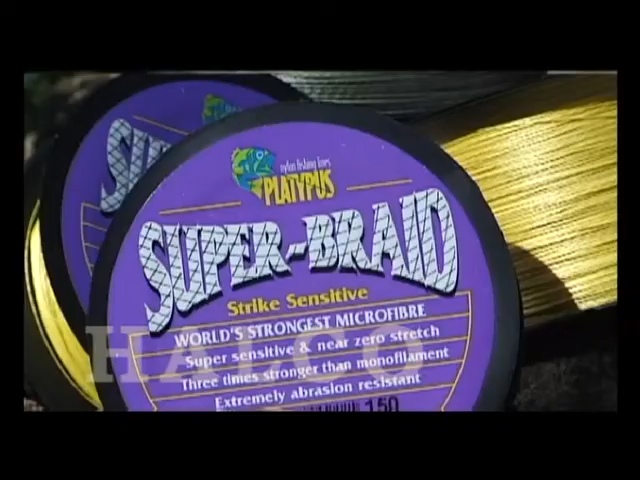 nylon fishing lines
PLATYPUS
SUPER-BRAID
Strike Sensitive
WORLD'S STRONGEST MICROFIBRE
Super sensitive & near zero stretch
Three times stronger than monofilament
Extremely abrasion resistant
150
HALCO